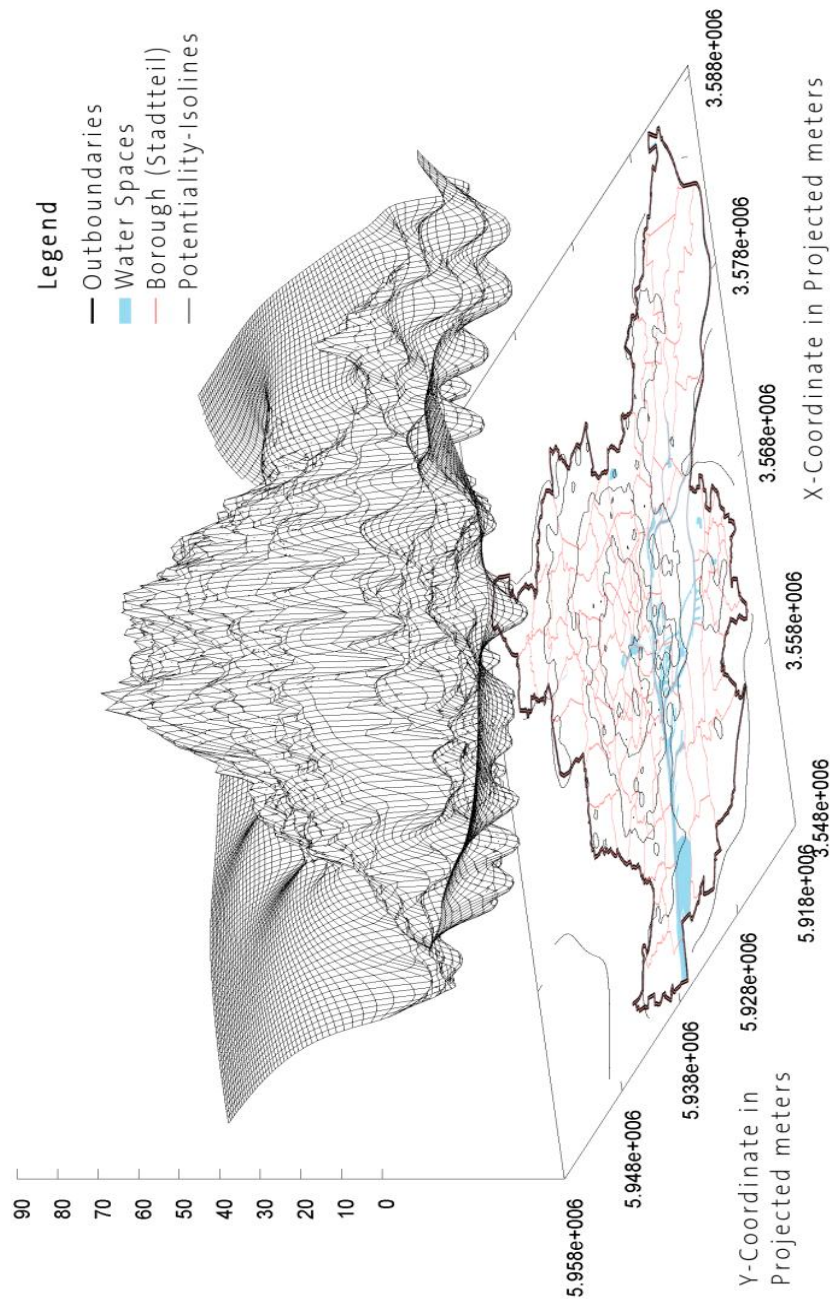 Legend
Outboundaries
Water Spaces
Borough (Stadtteil)
Potentiality-Isolines
90
80
70
60
50
40
30
20
10
0
5.958e+006
5.948e+006
5.938e+006
5.928e+006
5.918e+006
Y-Coordinate in
Projected meters
3.548e+006
3.558e+006
3.568e+006
3.578e+006
3.588e+006
X-Coordinate in Projected meters